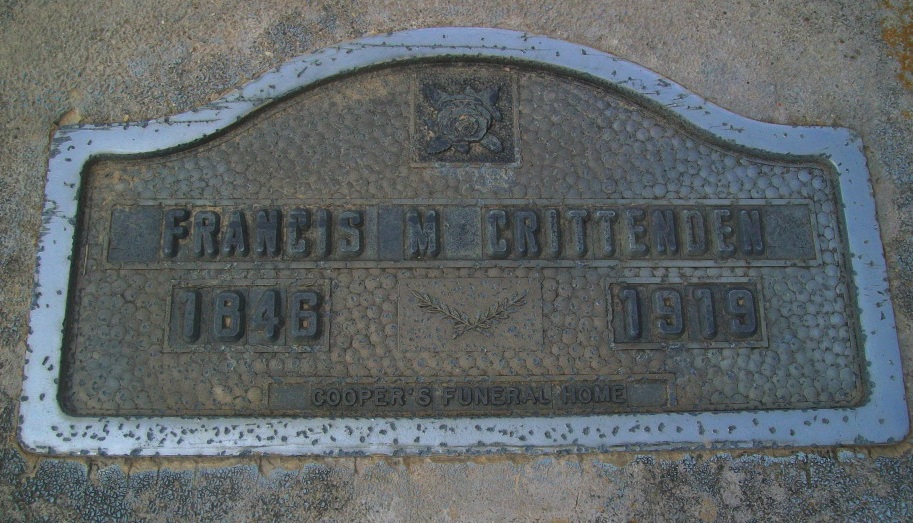 FRANCIS M CRITTENDEN
1846 1919
COOPER'S FUNERAL HOME